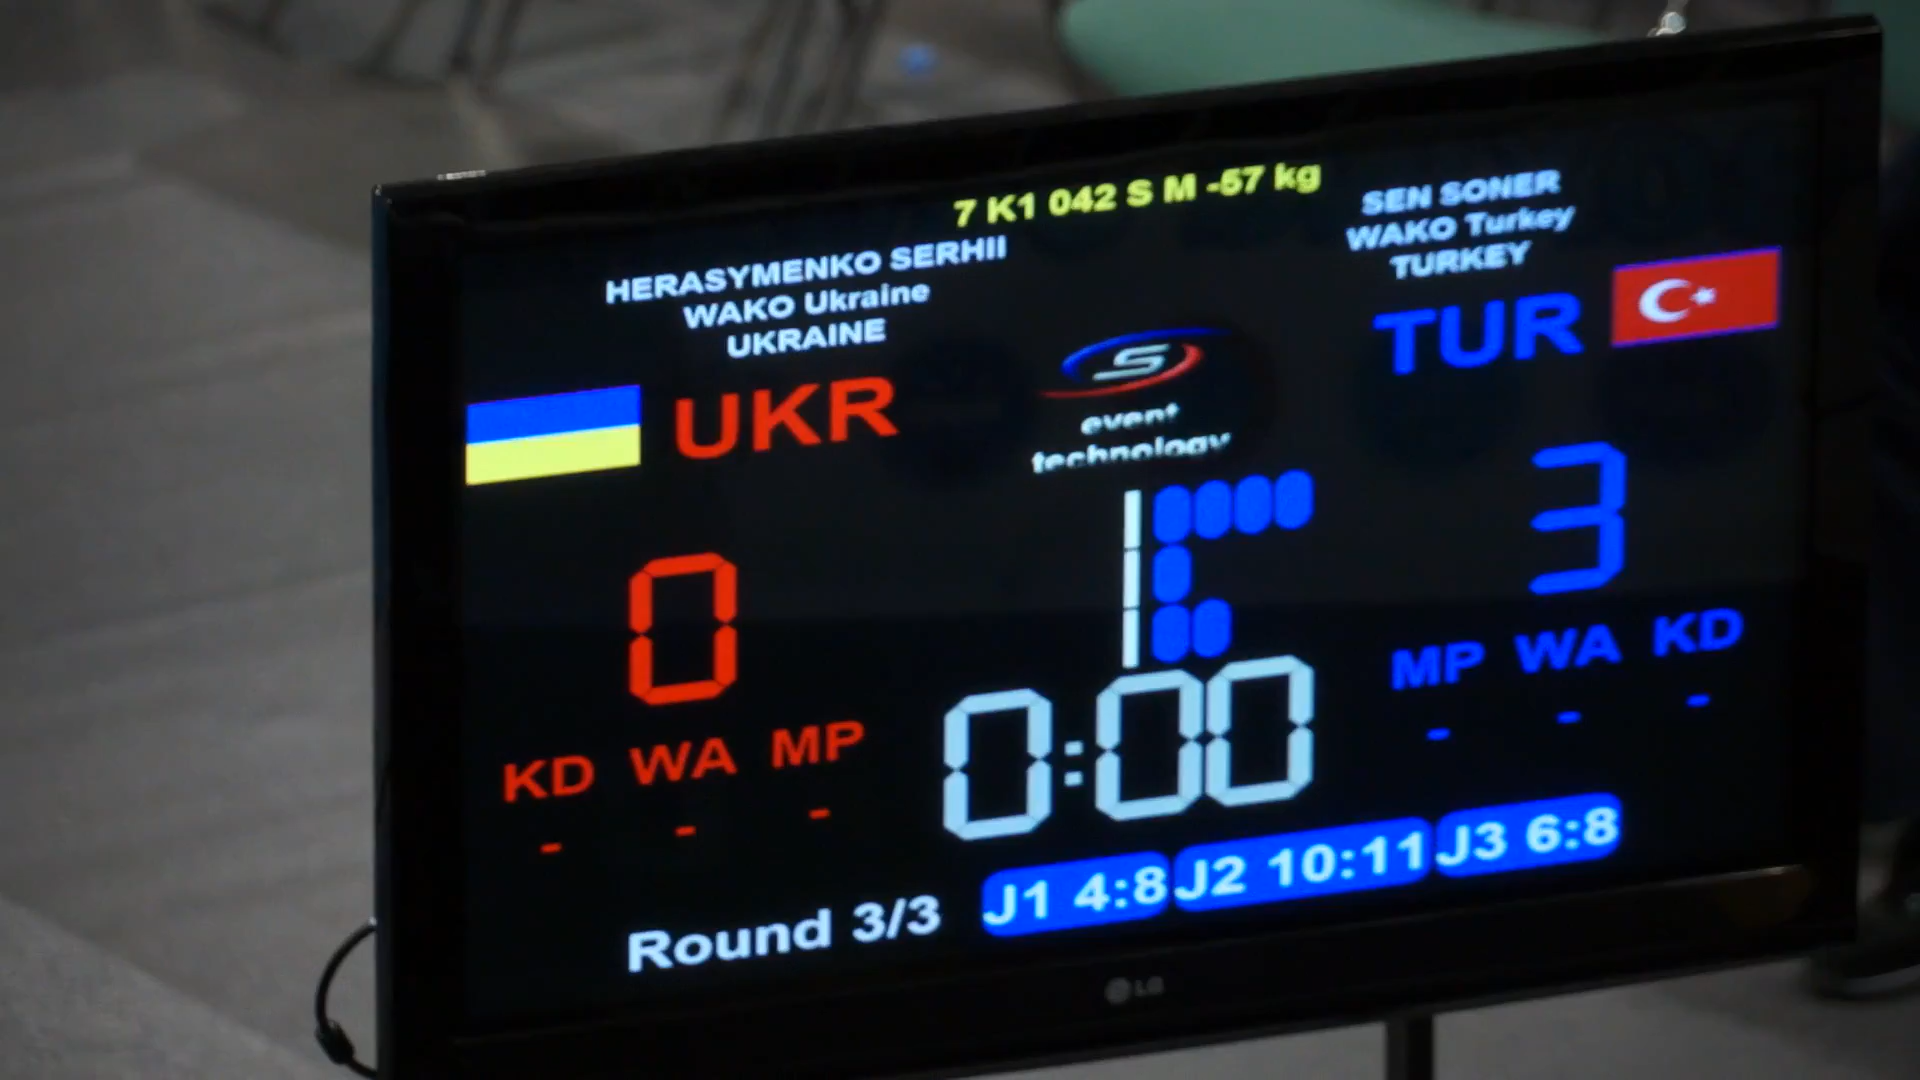 7 K1 042 S M -57 kg
HERASYMENKO SERHII
WAKO Ukraine
UKRAINE
SEN SONER
WAKO Turkey
TURKEY
UKR
TUR
event
technology
0
3
KD WA MP
- - -
0:00
MP WA KD
- - -
Round 3/3
J1 4:8
J2 10:11
J3 6:8
LG